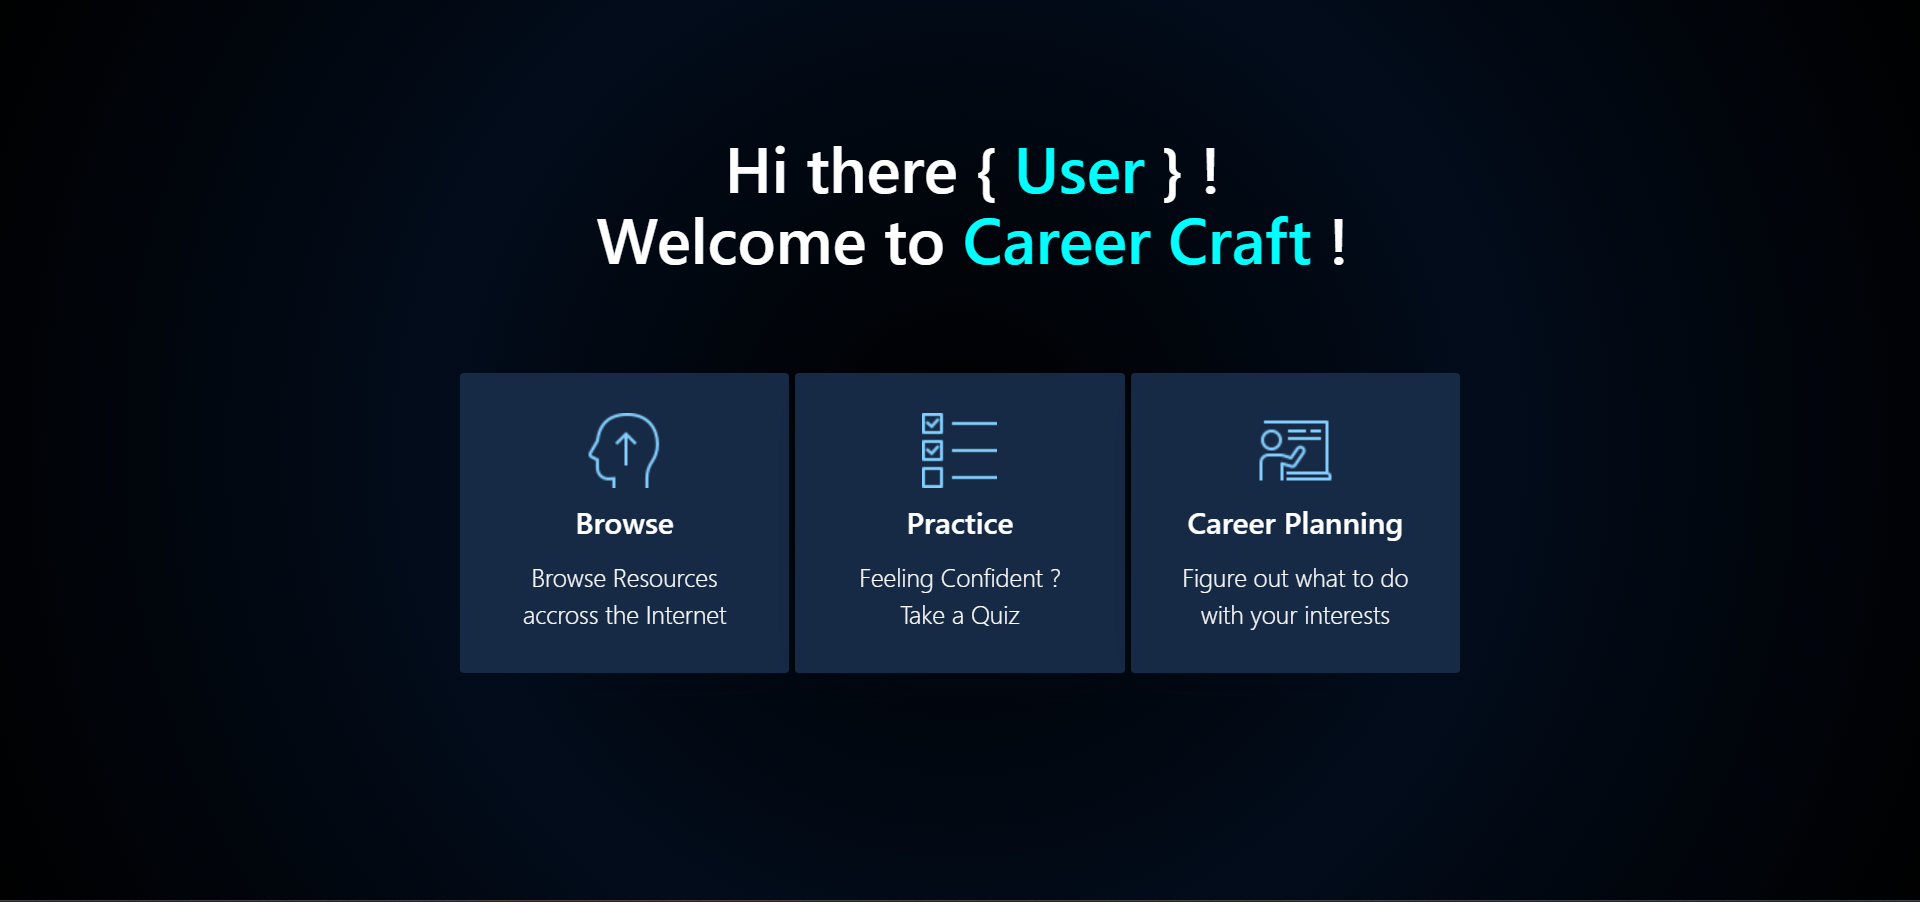 Hi there { User } !
Welcome to Career Craft !
Browse
Browse Resources
accross the Internet
Practice
Feeling Confident ?
Take a Quiz
Career Planning
Figure out what to do
with your interests